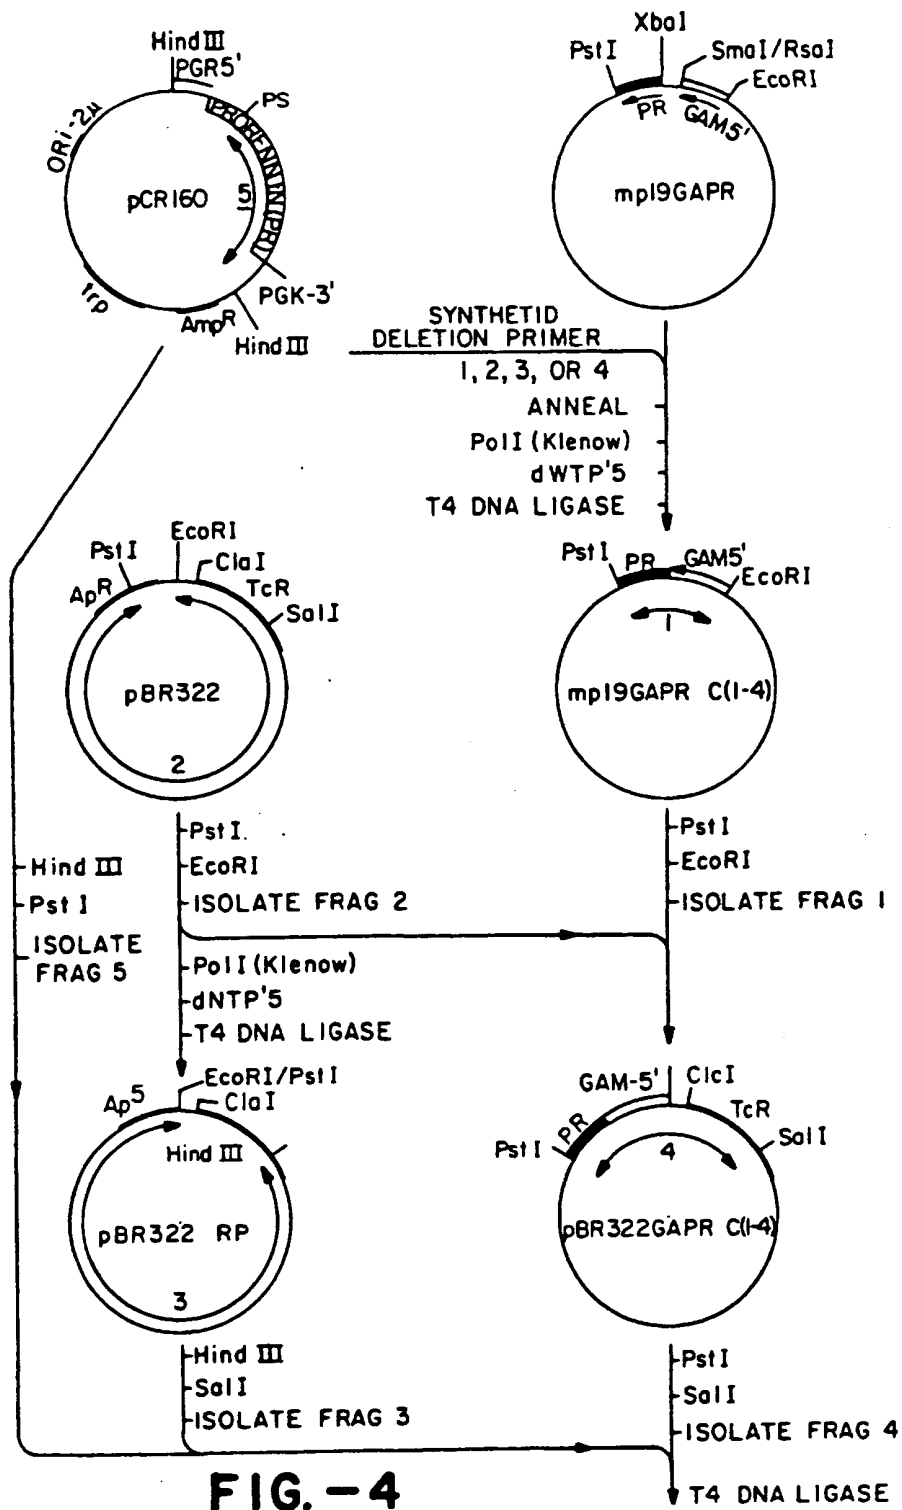 Hind III
PGR5'
PS
PRORENNIN (PR)
ORi-2μ
pCR160
5
trp
AmpR
PGK-3'
Hind III
XbaI
PstI
SmaI/RsaI
EcoRI
PR
GAM5'
mp19GAPR
SYNTHETID
DELETION PRIMER
1, 2, 3, OR 4
ANNEAL
PolI (Klenow)
dWTP'5
T4 DNA LIGASE
EcoRI
PstI
ClaI
ApR
TcR
SalI
pBR322
2
PstI
PR
GAM5'
EcoRI
1
mp19GAPR C(1-4)
Hind III
Pst I
ISOLATE
FRAG 5
PstI.
EcoRI
ISOLATE FRAG 2
PolI (Klenow)
dNTP'5
T4 DNA LIGASE
PstI
EcoRI
ISOLATE FRAG 1
EcoRI/PstI
Ap5
ClaI
Hind III
pBR322 RP
3
GAM-5'
ClcI
PR
TcR
PstI
SalI
4
pBR322GAPR C(1-4)
Hind III
SalI
ISOLATE FRAG 3
PstI
SalI
ISOLATE FRAG 4
T4 DNA LIGASE
FIG.-4